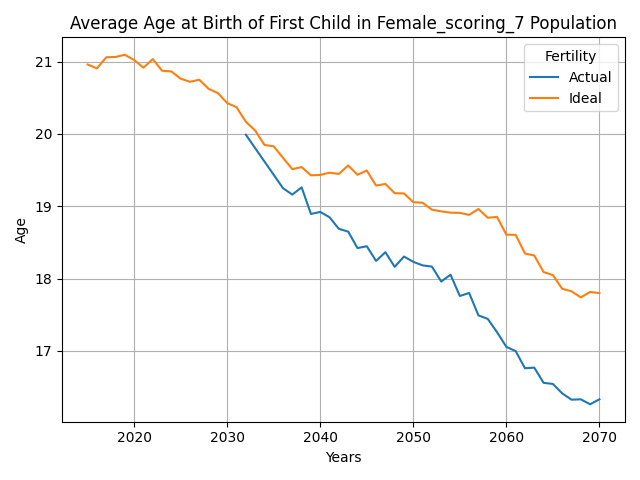 Average Age at Birth of First Child in Female_scoring_7 Population
Fertility
Actual
Ideal
Age
21
20
19
18
17
2020
2030
2040
2050
2060
2070
Years